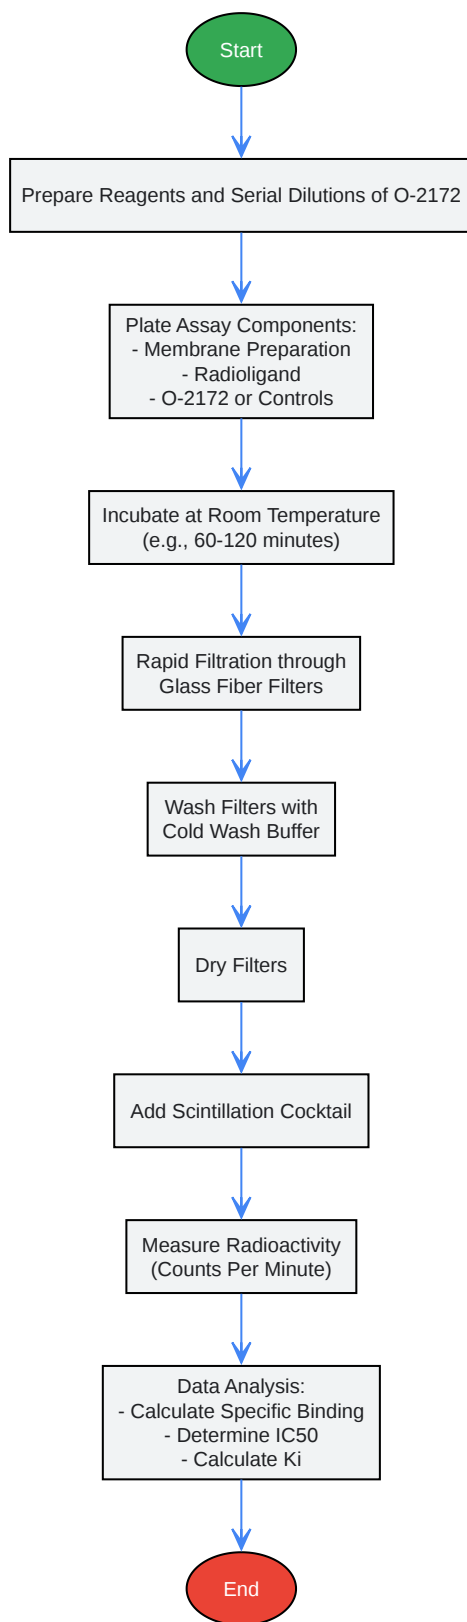 Start
Prepare Reagents and Serial Dilutions of O-2172
Plate Assay Components:
- Membrane Preparation
- Radioligand
- O-2172 or Controls
Incubate at Room Temperature
(e.g., 60-120 minutes)
Rapid Filtration through
Glass Fiber Filters
Wash Filters with
Cold Wash Buffer
Dry Filters
Add Scintillation Cocktail
Measure Radioactivity
(Counts Per Minute)
Data Analysis:
- Calculate Specific Binding
- Determine IC50
- Calculate Ki
End